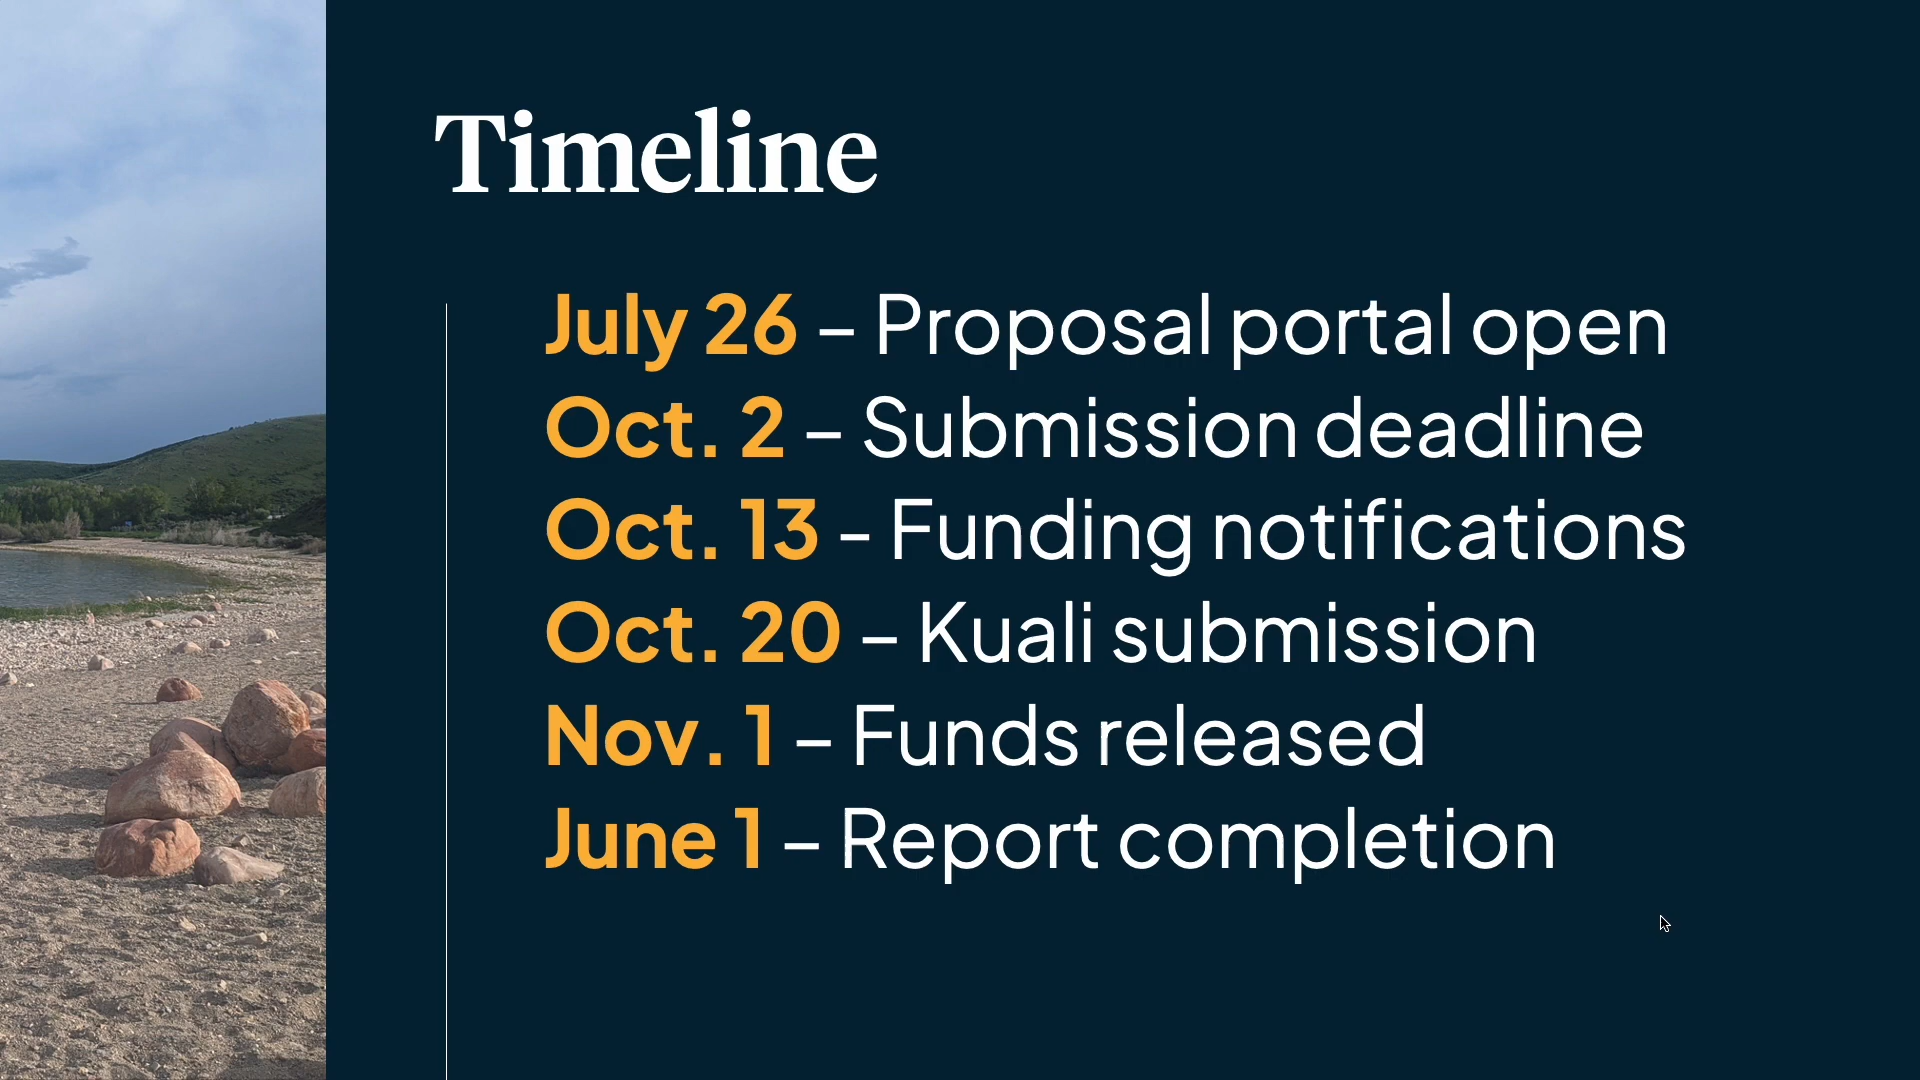 Timeline
July 26 – Proposal portal open
Oct. 2 – Submission deadline
Oct. 13 - Funding notifications
Oct. 20 – Kuali submission
Nov. 1 – Funds released
June 1 – Report completion